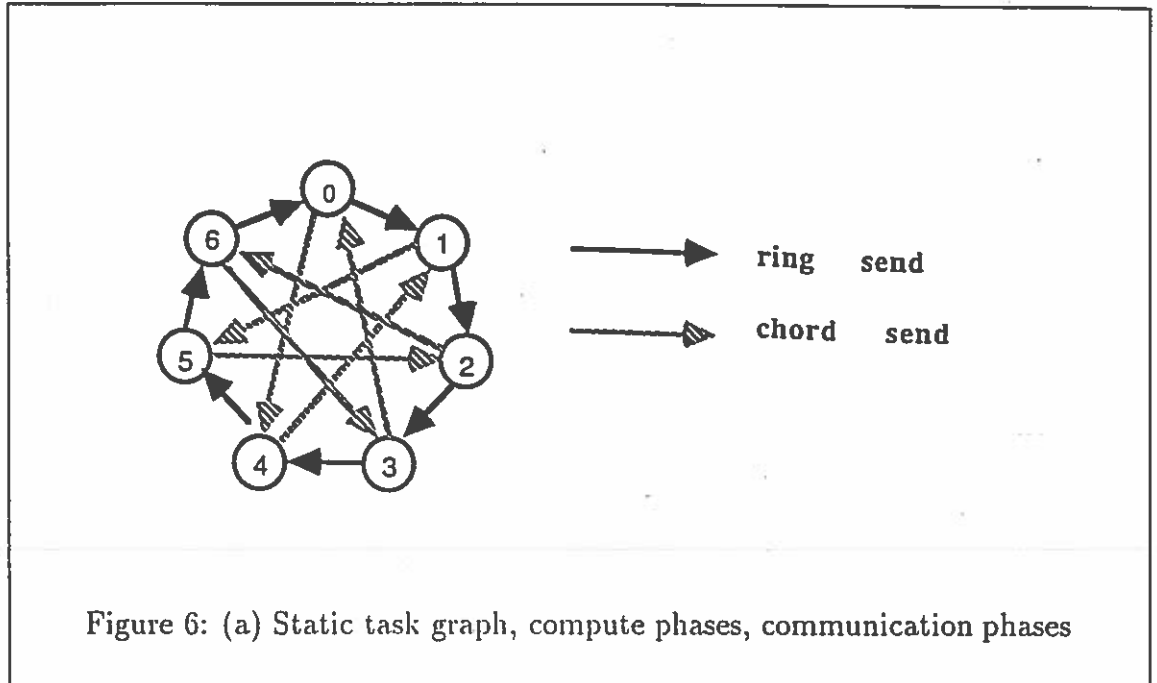 0
6
1
ring send
chord send
5
2
4
3
Figure 6: (a) Static task graph, compute phases, communication phases